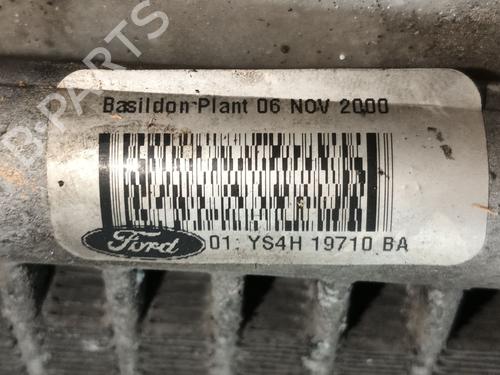 B-PARTS
Basildon Plant 06 NOV 2000
Ford 01: YS4H 19710 BA